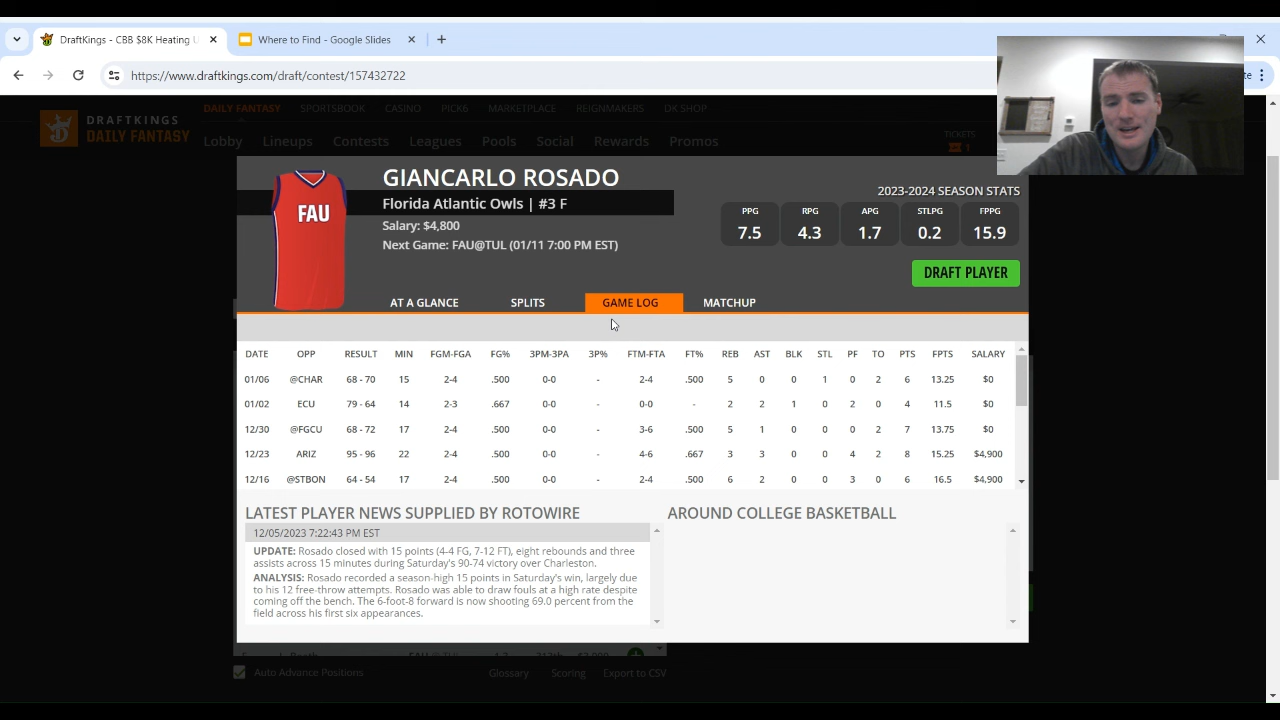 DraftKings - CBB $8K Heating U
Where to Find - Google Slides
https://www.draftkings.com/draft/contest/157432722
DAILY FANTASY SPORTSBOOK CASINO PICK6 MARKETPLACE REIGNMAKERS DK SHOP
DRAFTKINGS
DAILY FANTASY
Lobby Lineups Contests Leagues Pools Social Rewards Promos
TICKETS
1
GIANCARLO ROSADO
Florida Atlantic Owls | #3 F
Salary: $4,800
Next Game: FAU@TUL (01/11 7:00 PM EST)
FAU
2023-2024 SEASON STATS
PPG RPG APG STLPG FPPG
7.5 4.3 1.7 0.2 15.9
DRAFT PLAYER
AT A GLANCE SPLITS GAME LOG MATCHUP
DATE OPP RESULT MIN FGM-FGA FG% 3PM-3PA 3P% FTM-FTA FT% REB AST BLK STL PF TO PTS FPTS SALARY
01/06 @CHAR 68 - 70 15 2-4 .500 0-0 - 2-4 .500 5 0 0 1 0 2 6 13.25 $0
01/02 ECU 79 - 64 14 2-3 .667 0-0 - 0-0 - 2 2 1 0 2 0 4 11.5 $0
12/30 @FGCU 68 - 72 17 2-4 .500 0-0 - 3-6 .500 5 1 0 0 0 2 7 13.75 $0
12/23 ARIZ 95 - 96 22 2-4 .500 0-0 - 4-6 .667 3 3 0 0 4 2 8 15.25 $4,900
12/16 @STBON 64 - 54 17 2-4 .500 0-0 - 2-4 .500 6 2 0 0 3 0 6 16.5 $4,900
LATEST PLAYER NEWS SUPPLIED BY ROTOWIRE
12/05/2023 7:22:43 PM EST
UPDATE: Rosado closed with 15 points (4-4 FG, 7-12 FT), eight rebounds and three
assists across 15 minutes during Saturday's 90-74 victory over Charleston.
ANALYSIS: Rosado recorded a season-high 15 points in Saturday's win, largely due
to his 12 free-throw attempts. Rosado was able to draw fouls at a high rate despite
coming off the bench. The 6-foot-8 forward is now shooting 69.0 percent from the
field across his first six appearances.
AROUND COLLEGE BASKETBALL
Auto Advance Positions
Glossary Scoring Export to CSV